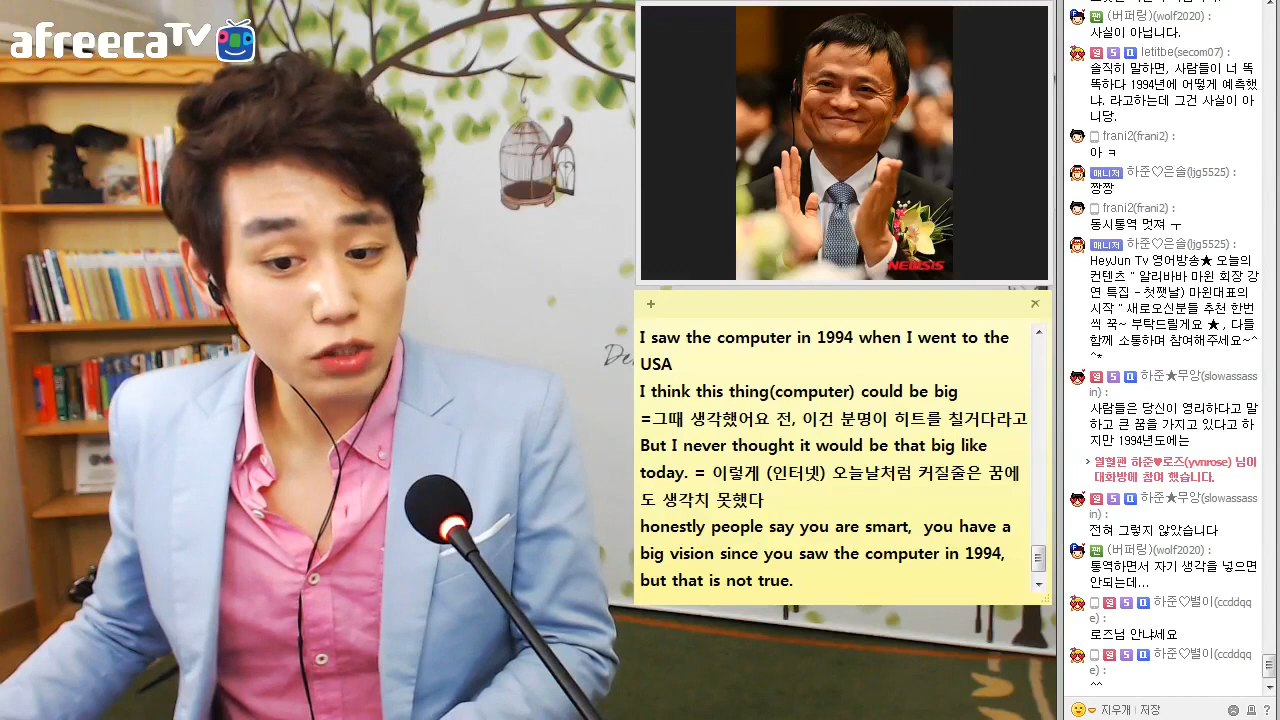 afreecaTV
NEWSIS
De
I saw the computer in 1994 when I went to the
USA
I think this thing(computer) could be big
=그때 생각했어요 전, 이건 분명이 히트를 칠거다라고
But I never thought it would be that big like
today. = 이렇게 (인터넷) 오늘날처럼 커질줄은 꿈에
도 생각치 못했다
honestly people say you are smart,  you have a
big vision since you saw the computer in 1994,
but that is not true.
팬 (버퍼링)(wolf2020) :
사실이 아닙니다.
열 S letitbe(secom07) :
솔직히 말하면, 사람들이 너 똑
똑하다 1994년에 어떻게 예측했
냐. 라고하는데 그건 사실이 아
니당.
frani2(frani2) :
아 ㅋ
매니저 하준♡은솔(ljg5525) :
짱짱
frani2(frani2) :
동시통역 멋져 ㅜ
매니저 하준♡은솔(ljg5525) :
HeyJun Tv 영어방송★ 오늘의
컨텐츠 " 알리바바 마윈 회장 강
연 특집 - 첫쨋날) 마윈대표의
시작 " 새로오신분들 추천 한번
씩 꾹~ 부탁드릴게요 ★ , 다들
함께 소통하며 참여해주세요~^
^*
열 S 하준★무앙(slowassass
in) :
사람들은 당신이 영리하다고 말
하고 큰 꿈을 가지고 있다고 하
지만 1994년도에는
열혈팬 하준♥로즈(yvnrose) 님이
대화방에 참여 했습니다.
열 S 하준★무앙(slowassass
in) :
전혀 그렇지 않았습니다
팬 (버퍼링)(wolf2020) :
통역하면서 자기 생각을 넣으면
안되는데...
열 S 하준♡별이(ccddqq
e) :
로즈님 안냐세요
열 S 하준♡별이(ccddqq
e) :
^^
지우개 | 저장